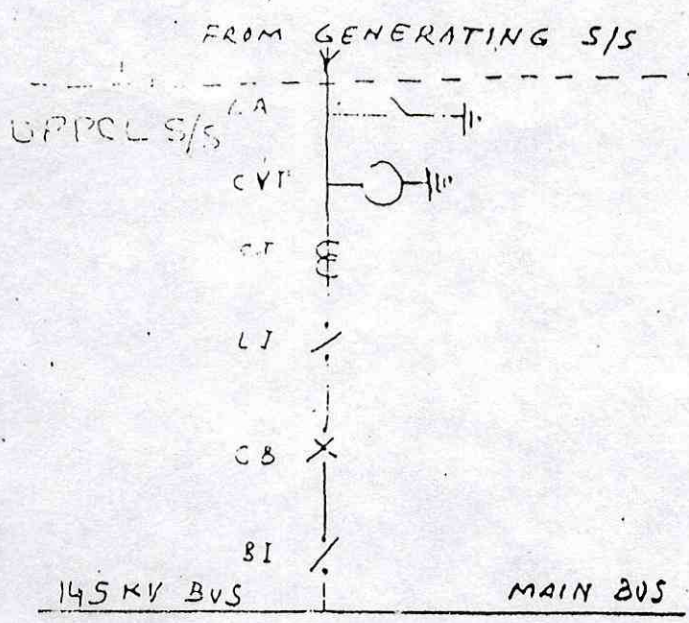 FROM GENERATING S/S
LA
UPPCL S/S
CVT
CT
LI
CB
BI
145 KV BUS MAIN BUS